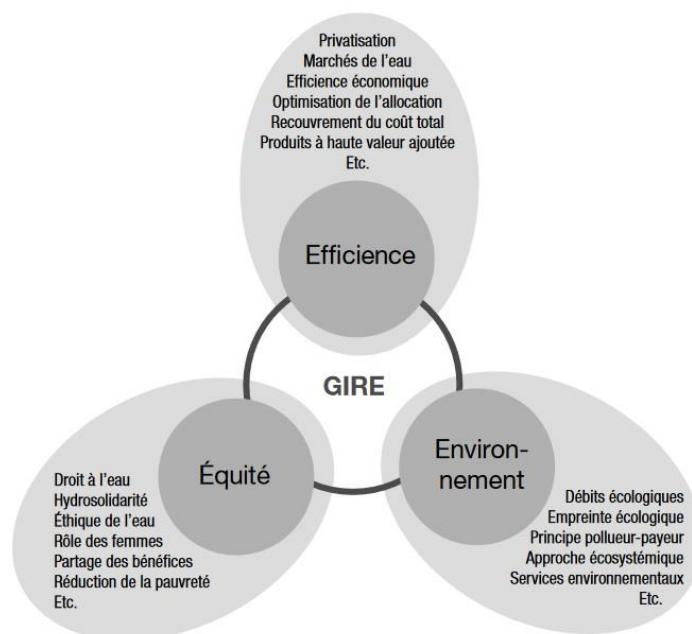 Privatisation
Marchés de l'eau
Efficience économique
Optimisation de l'allocation
Recouvrement du coût total
Produits à haute valeur ajoutée
Etc.
Efficience
GIRE
Équité
Droit à l'eau
Hydrosolidarité
Éthique de l'eau
Rôle des femmes
Partage des bénéfices
Réduction de la pauvreté
Etc.
Environ-
nement
Débits écologiques
Empreinte écologique
Principe pollueur-payeur
Approche écosystémique
Services environnementaux
Etc.